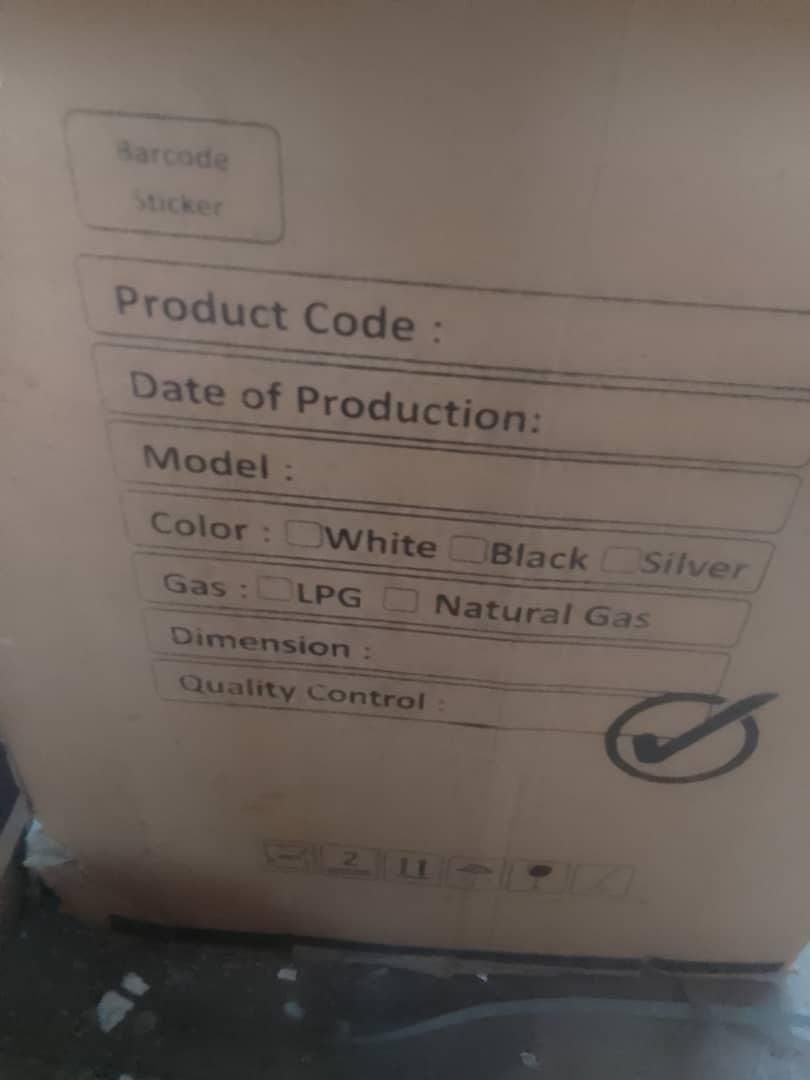 Barcode
Sticker
Product Code :
Date of Production:
Model :
Color : White Black Silver
Gas : LPG Natural Gas
Dimension :
Quality Control :
2